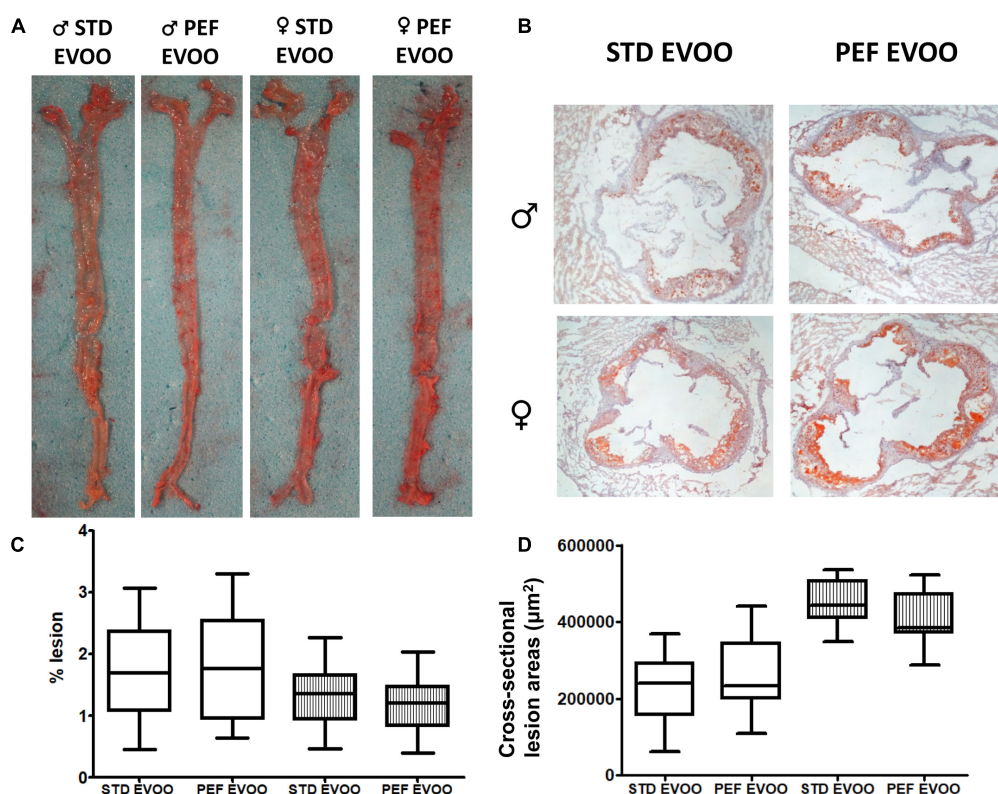 A
♂ STD
EVOO
♂ PEF
EVOO
♀ STD
EVOO
♀ PEF
EVOO
B
STD EVOO
PEF EVOO
♂
♀
C
% lesion
4
3
2
1
0
STD EVOO
PEF EVOO
STD EVOO
PEF EVOO
D
Cross-sectional
lesion areas (µm²)
600000
400000
200000
0
STD EVOO
PEF EVOO
STD EVOO
PEF EVOO